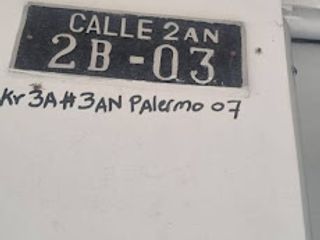 CALLE 2AN
2B-03
Kr 3A#3AN Palermo 07